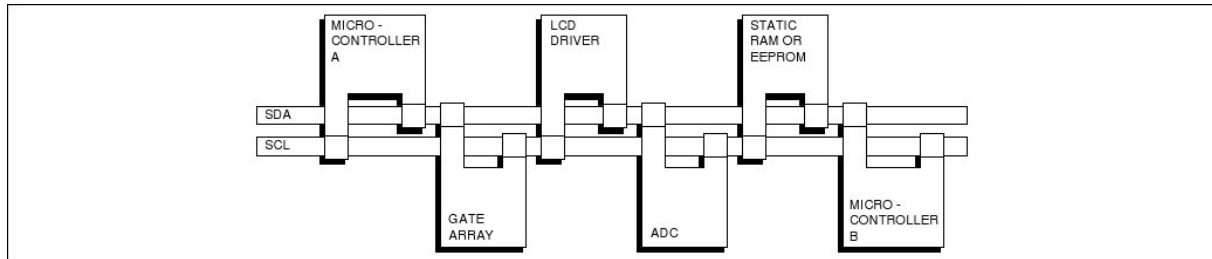 MICRO -
CONTROLLER
A
LCD
DRIVER
STATIC
RAM OR
EEPROM
SDA
SCL
GATE
ARRAY
ADC
MICRO -
CONTROLLER
B